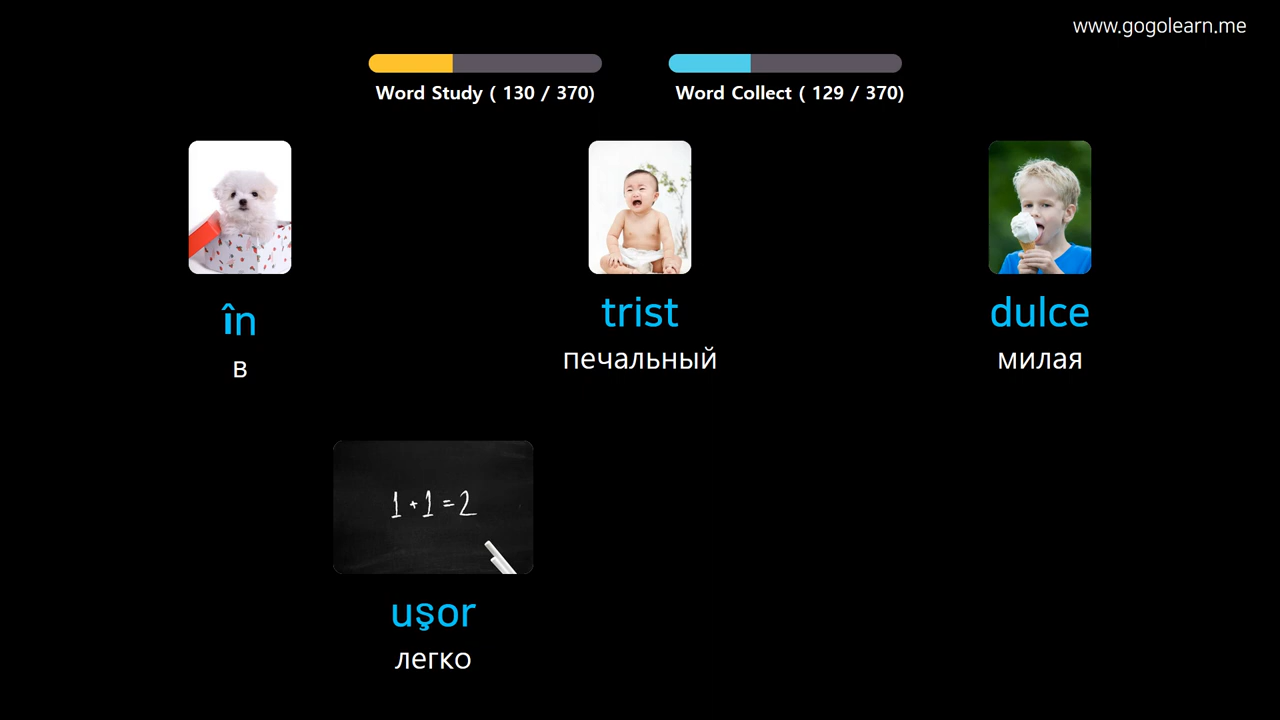 www.gogolearn.me
Word Study ( 130 / 370)
Word Collect ( 129 / 370)
în
в
trist
печальный
dulce
милая
1+1=2
uşor
легко